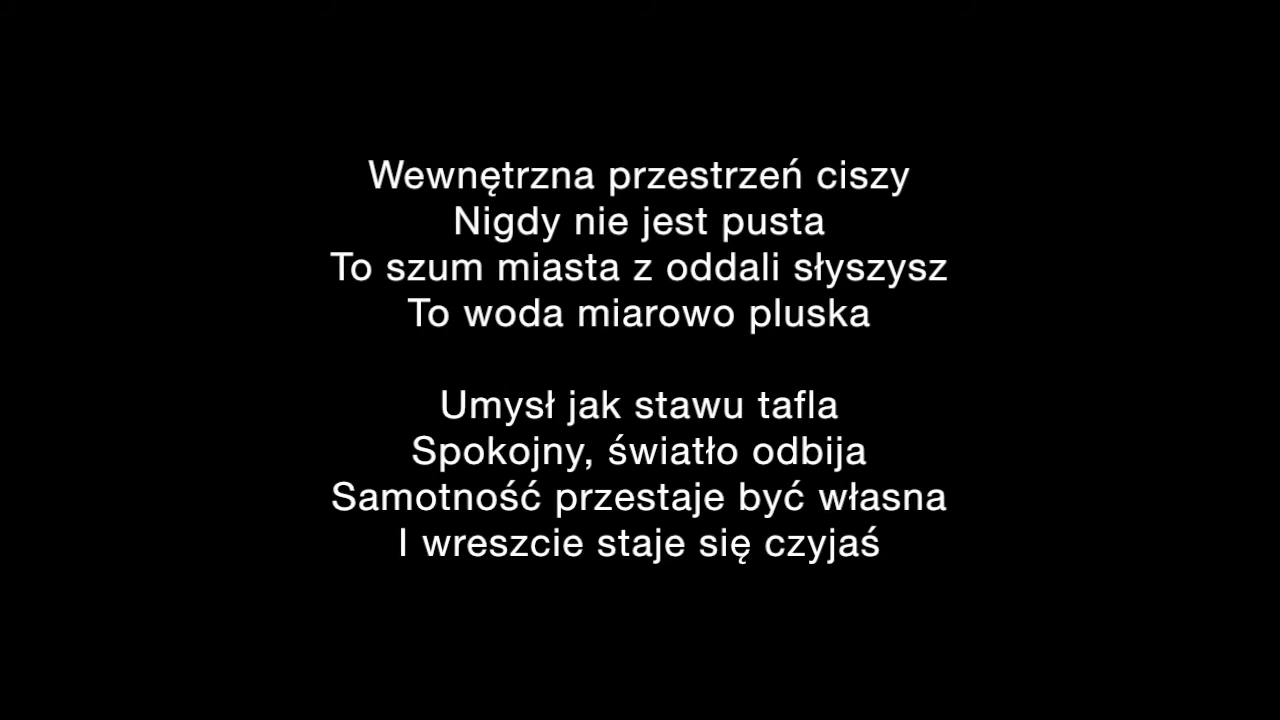 Wewnętrzna przestrzeń ciszy
Nigdy nie jest pusta
To szum miasta z oddali słyszysz
To woda miarowo pluska
Umysł jak stawu tafla
Spokojny, światło odbija
Samotność przestaje być własna
I wreszcie staje się czyjaś